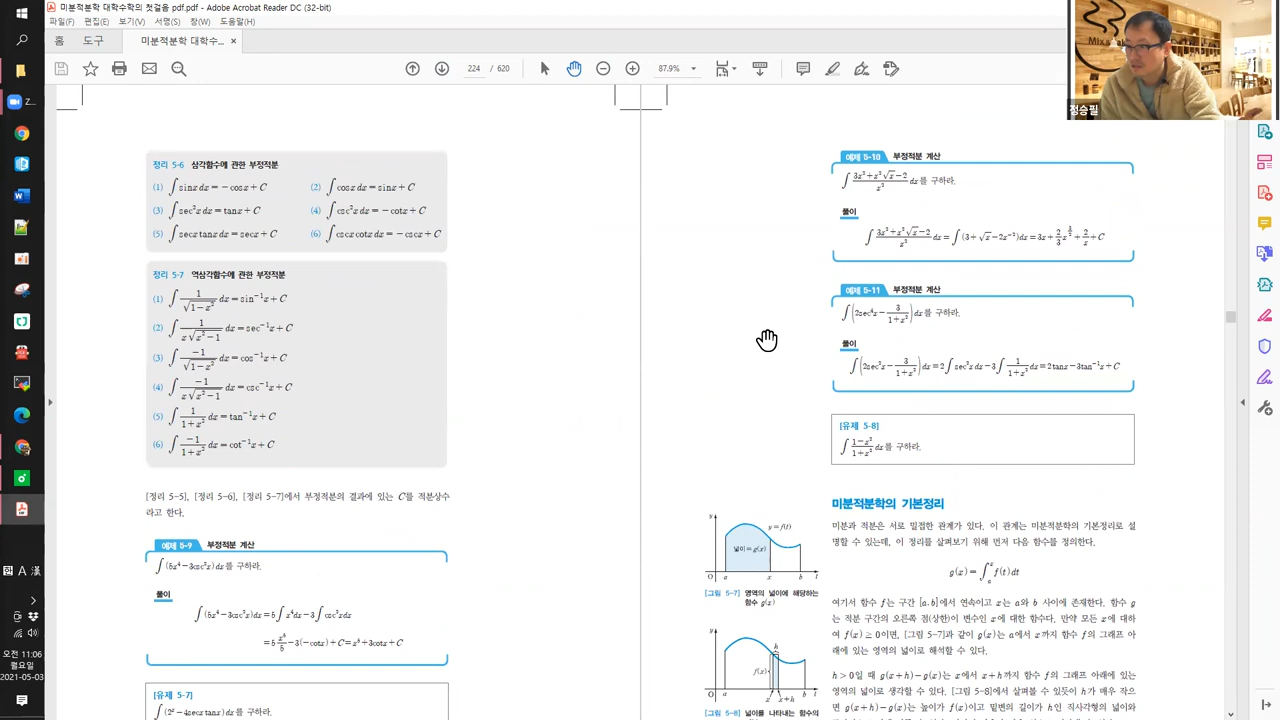 미분적분학 대학수학의 첫걸음 pdf.pdf - Adobe Acrobat Reader DC (32-bit)
파일(F) 편집(E) 보기(V) 서명(S) 창(W) 도움말(H)
홈 도구 미분적분학 대학수... ×
224 / 620 87.9%
Z...
정승필
정리 5-6 삼각함수에 관한 부정적분
(1) ∫sinx dx = −cosx + C (2) ∫cosx dx = sinx + C
(3) ∫sec²x dx = tanx + C (4) ∫csc²x dx = −cotx + C
(5) ∫secx tanx dx = secx + C (6) ∫cscx cotx dx = −cscx + C
정리 5-7 역삼각함수에 관한 부정적분
(1) ∫ 1/√(1−x²) dx = sin⁻¹x + C
(2) ∫ 1/(x√(x²−1)) dx = sec⁻¹x + C
(3) ∫ −1/√(1−x²) dx = cos⁻¹x + C
(4) ∫ −1/(x√(x²−1)) dx = csc⁻¹x + C
(5) ∫ 1/(1+x²) dx = tan⁻¹x + C
(6) ∫ −1/(1+x²) dx = cot⁻¹x + C
[정리 5-5], [정리 5-6], [정리 5-7]에서 부정적분의 결과에 있는 C를 적분상수
라고 한다.
예제 5-9 부정적분 계산
∫(5x⁴−3csc²x)dx를 구하라.
풀이
∫(5x⁴−3csc²x)dx = 5∫x⁴dx − 3∫csc²xdx
= 5 x⁵/5 − 3(−cotx) + C = x⁵ + 3cotx + C
[유제 5-7]
예제 5-10 부정적분 계산
∫ (3x²+x²√x−2)/x² dx를 구하라.
풀이
∫ (3x²+x²√x−2)/x² dx = ∫(3+√x−2x⁻²)dx = 3x + 2/3 x^(3/2) + 2/x + C
예제 5-11 부정적분 계산
풀이
∫(2sec²x − 3/(1+x²))dx = 2∫sec²x dx − 3∫ 1/(1+x²) dx = 2tanx − 3tan⁻¹x + C
[유제 5-8]
∫ (1−x²)/(1+x²) dx를 구하라.
미분적분학의 기본정리
미분과 적분은 서로 밀접한 관계가 있다. 이 관계는 미분적분학의 기본정리로 설
명할 수 있는데, 이 정리를 살펴보기 위해 먼저 다음 함수를 정의한다.
g(x) = ∫ₐˣ f(t)dt
여기서 함수 f는 구간 [a, b]에서 연속이고 x는 a와 b 사이에 존재한다. 함수 g
는 적분 구간의 오른쪽 점(상한)이 변수인 x에 대한 함수다. 만약 모든 x에 대하
여 f(x) ≥ 0이면, [그림 5-7]과 같이 g(x)는 a에서 x까지 함수 f의 그래프 아
래에 있는 영역의 넓이로 해석할 수 있다.
h > 0일 때 g(x+h)−g(x)는 x에서 x+h까지 함수 f의 그래프 아래에 있는
영역의 넓이로 생각할 수 있다. [그림 5-8]에서 살펴볼 수 있듯이 h가 매우 작으
면 g(x+h)−g(x)는 높이가 f(x)이고 밑변의 길이가 h인 직사각형의 넓이와
y
y=f(t)
넓이=g(x)
O a x b t
[그림 5-7] 영역의 넓이에 해당하는
함수 g(x)
y
h
f(x)
O a x x+h b t
[그림 5-8] 넓이를 나타내는 함수의
한 A 漢
오전 11:06
월요일
2021-05-03